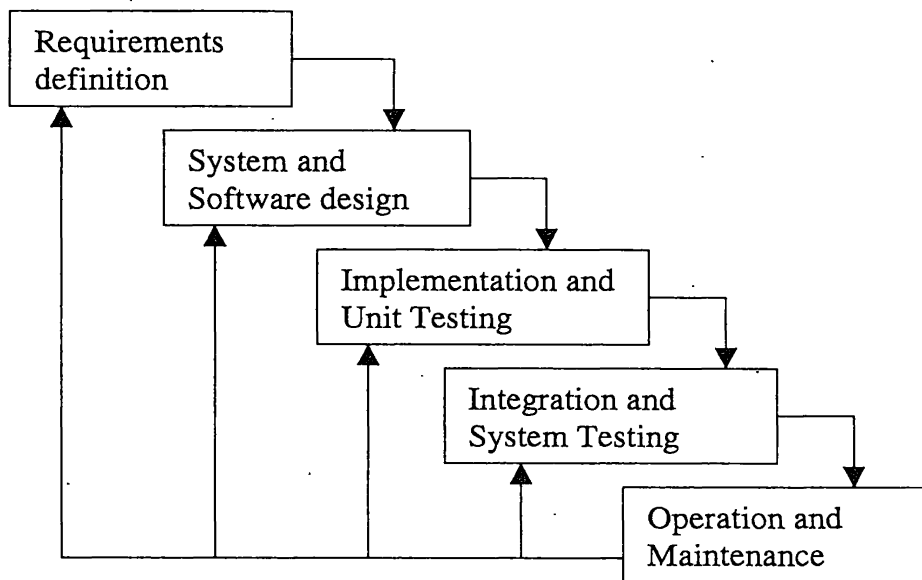 Requirements
definition
System and
Software design
Implementation and
Unit Testing
Integration and
System Testing
Operation and
Maintenance